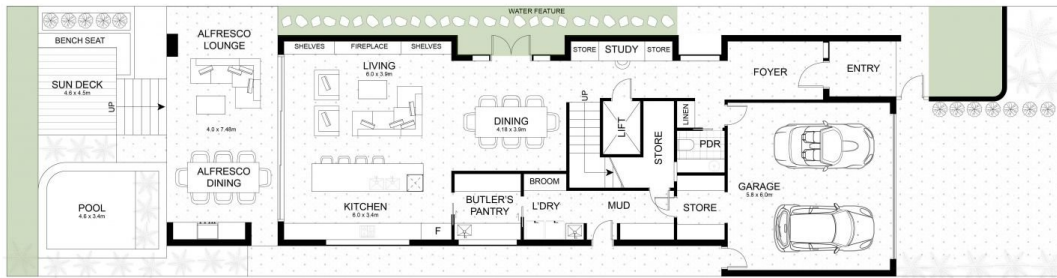 WATER FEATURE
BENCH SEAT
SUN DECK
4.6 x 4.5m
UP
POOL
4.6 x 3.4m
ALFRESCO
LOUNGE
4.3 x 7.46m
ALFRESCO
DINING
SHELVES
FIREPLACE
SHELVES
LIVING
6.0 x 3.9m
KITCHEN
6.0 x 3.4m
F
DINING
4.18 x 3.9m
BUTLER'S
PANTRY
BROOM
L'DRY
MUD
STORE
STUDY
STORE
UP
LIFT
STORE
LINEN
PDR
STORE
FOYER
ENTRY
GARAGE
5.8 x 6.0m